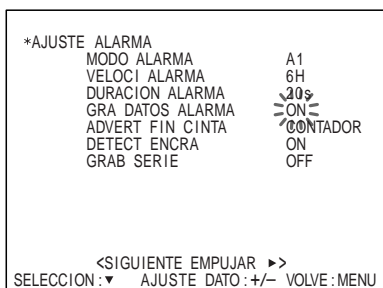 *AJUSTE ALARMA
MODO ALARMA A1
VELOCI ALARMA 6H
DURACION ALARMA 20s
GRA DATOS ALARMA ON
ADVERT FIN CINTA CONTADOR
DETECT ENCRA ON
GRAB SERIE OFF
<SIGUIENTE EMPUJAR ►>
SELECCION:▼ AJUSTE DATO:+/− VOLVE:MENU